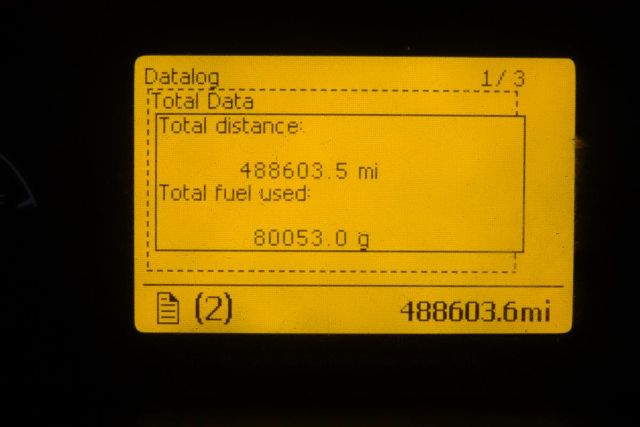 Datalog 1/3
Total Data
Total distance:
488603.5 mi
Total fuel used:
80053.0 g
(2) 488603.6mi